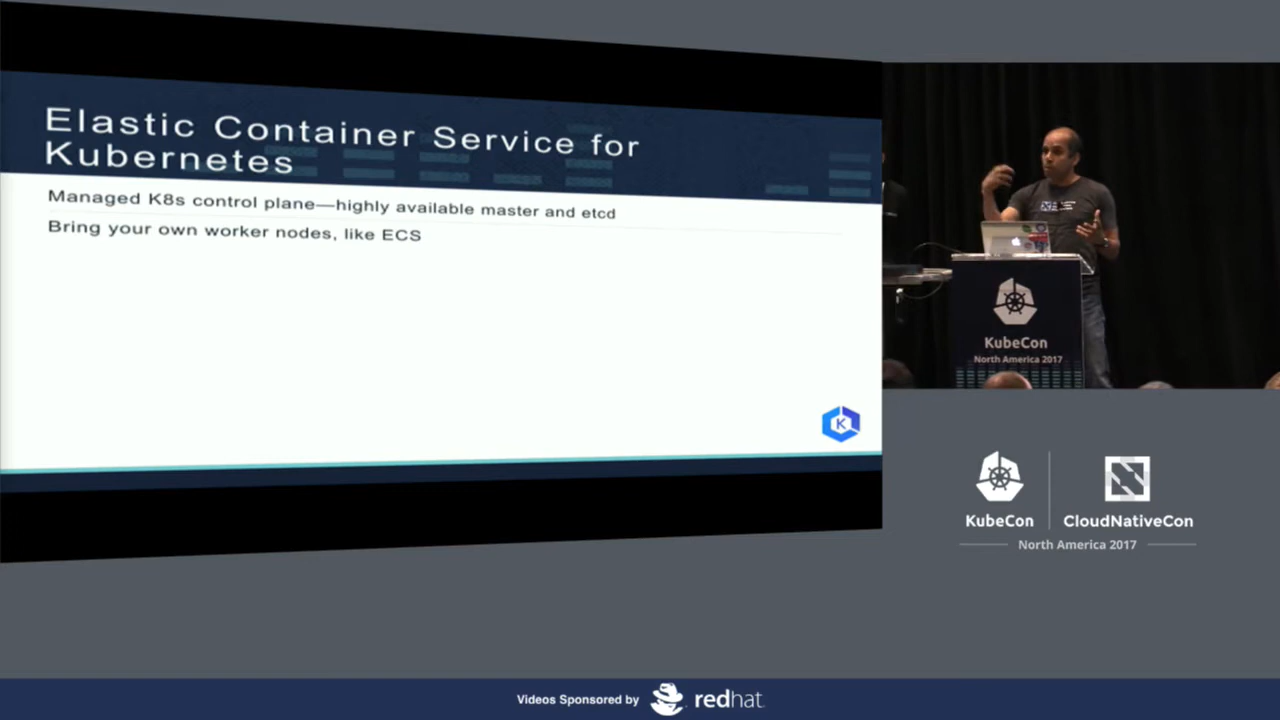 Elastic Container Service for
Kubernetes
Managed K8s control plane—highly available master and etcd
Bring your own worker nodes, like ECS
K
KubeCon
North America 2017
KubeCon
CloudNativeCon
North America 2017
Videos Sponsored by
redhat.